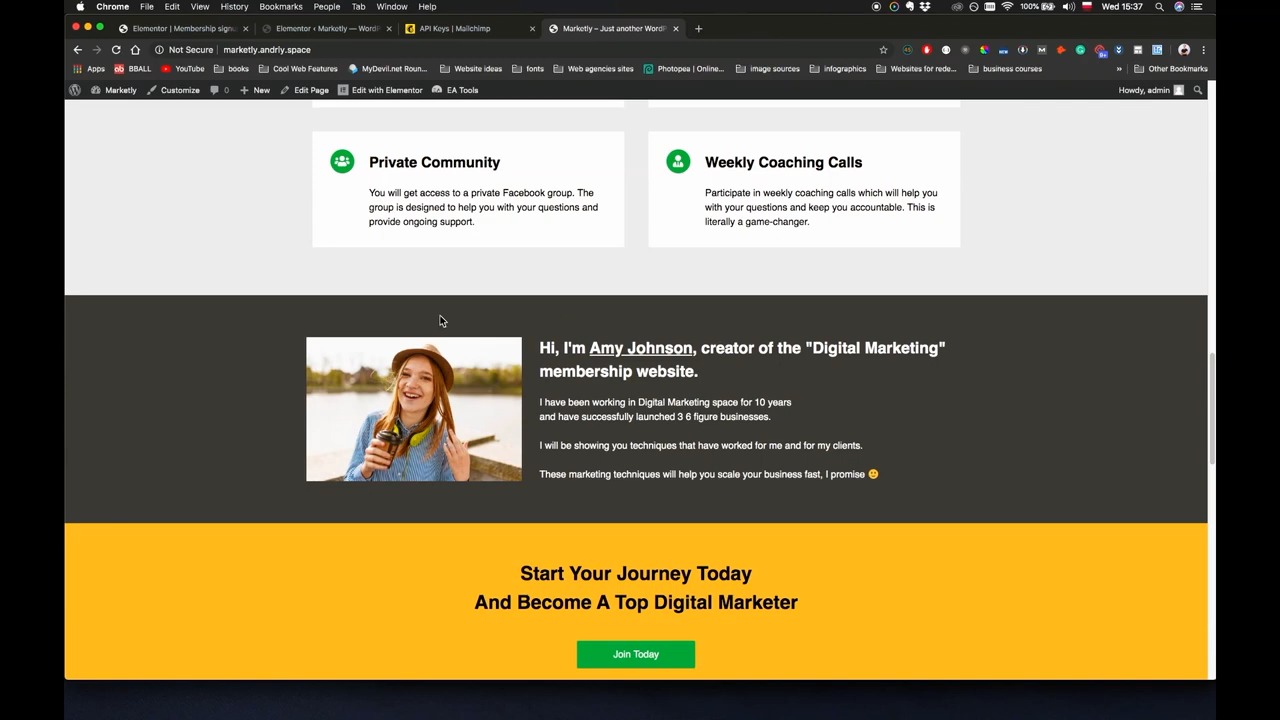 Chrome File Edit View History Bookmarks People Tab Window Help 100% Wed 15:37
Elementor | Membership signu
Elementor ‹ Marketly — WordPr
API Keys | Mailchimp
Marketly – Just another WordP
Not Secure | marketly.andrly.space
Apps BBALL YouTube books Cool Web Features MyDevil.net Roun... Website ideas fonts Web agencies sites Photopea | Online... image sources infographics Websites for rede... business courses » Other Bookmarks
Marketly Customize 0 New Edit Page Edit with Elementor EA Tools Howdy, admin
Private Community
You will get access to a private Facebook group. The
group is designed to help you with your questions and
provide ongoing support.
Weekly Coaching Calls
Participate in weekly coaching calls which will help you
with your questions and keep you accountable. This is
literally a game-changer.
Hi, I'm Amy Johnson, creator of the "Digital Marketing"
membership website.
I have been working in Digital Marketing space for 10 years
and have successfully launched 3 6 figure businesses.
I will be showing you techniques that have worked for me and for my clients.
These marketing techniques will help you scale your business fast, I promise 🙂
Start Your Journey Today
And Become A Top Digital Marketer
Join Today